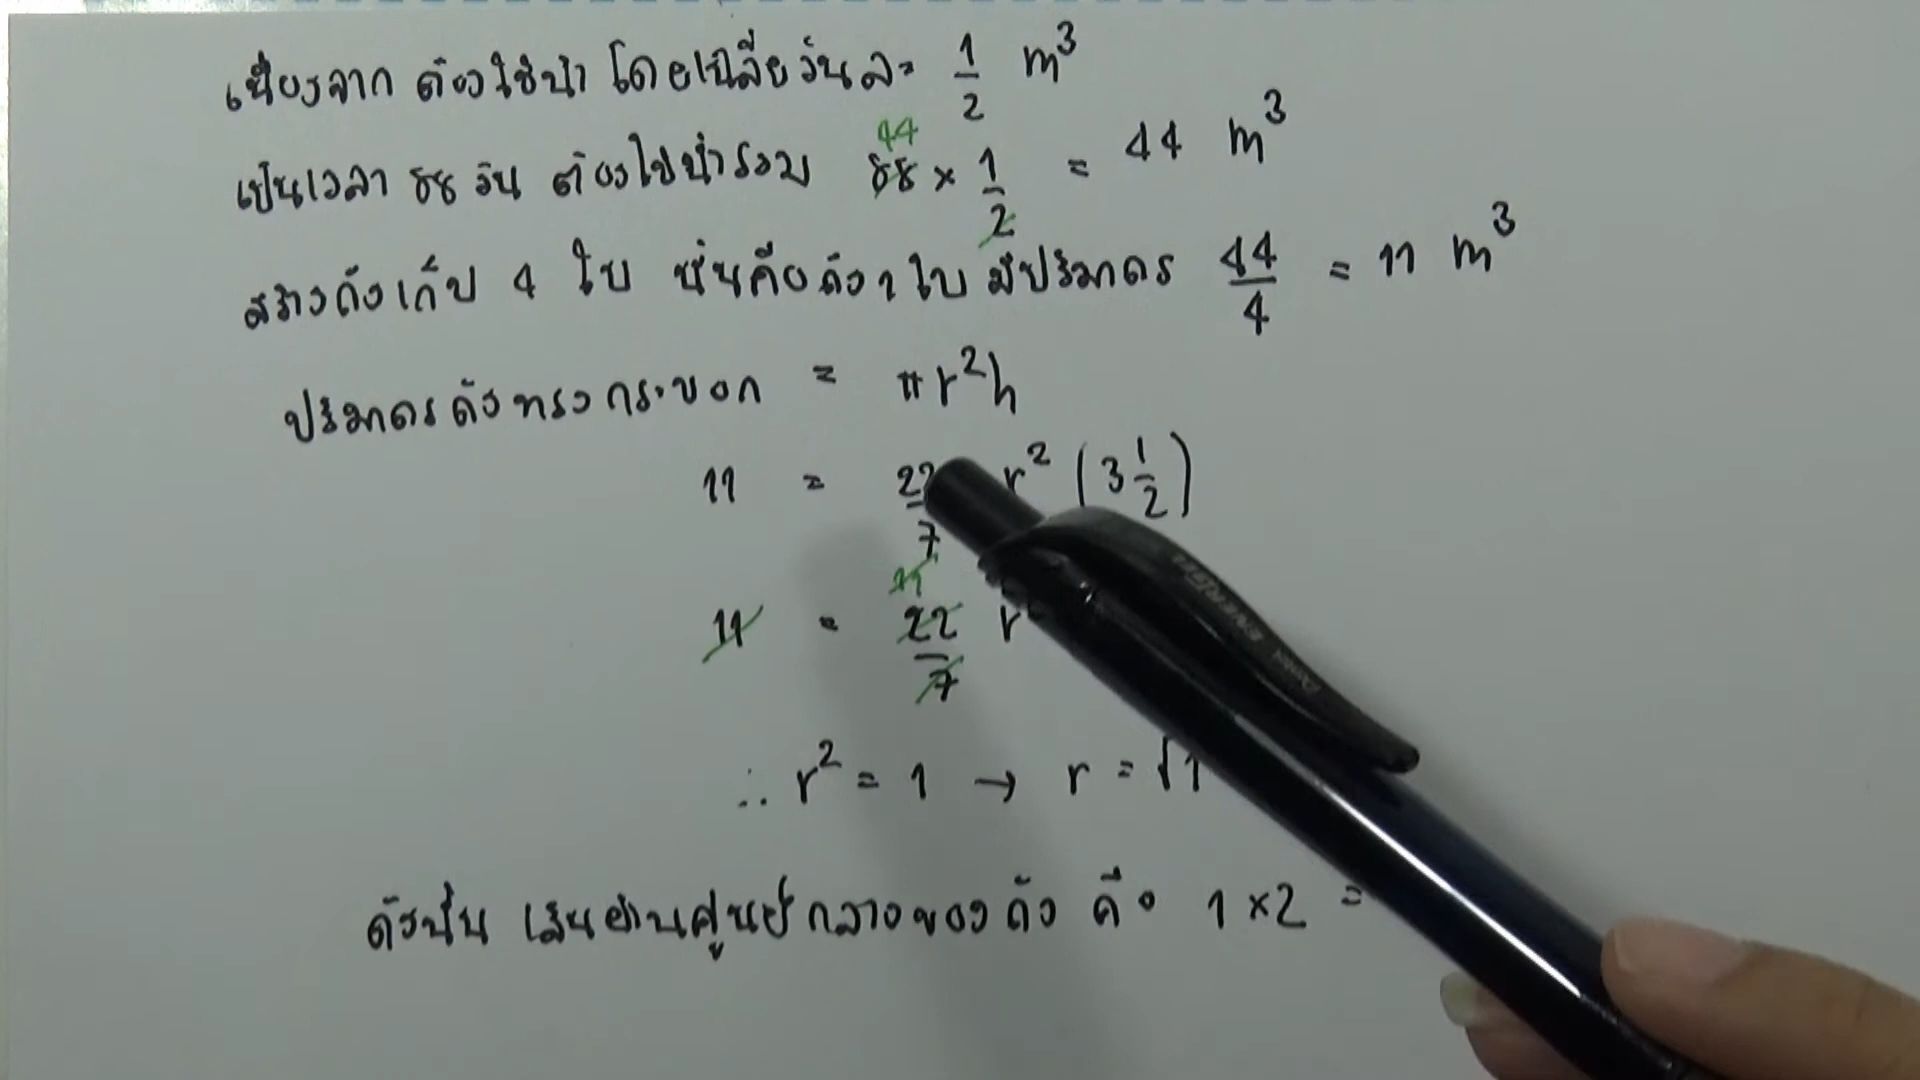 เนื่องจาก ต้องใช้น้ำ โดยเฉลี่ยวันละ 1/2 m³
44
เป็นเวลา 88 วัน ต้องใช้น้ำรวม 88 × 1/2 = 44 m³
สร้างถังเก็บ 4 ใบ นั่นคือถัง 1 ใบ มีปริมาตร 44/4 = 11 m³
ปริมาตรถังทรงกระบอก = πr²h
11 = 22/7 r² (3 1/2)
11
11 = 22/7 r
∴ r² = 1 → r = √1
ดังนั้น เส้นผ่านศูนย์กลางของถัง คือ 1×2 =
ENERGEL
Pentel